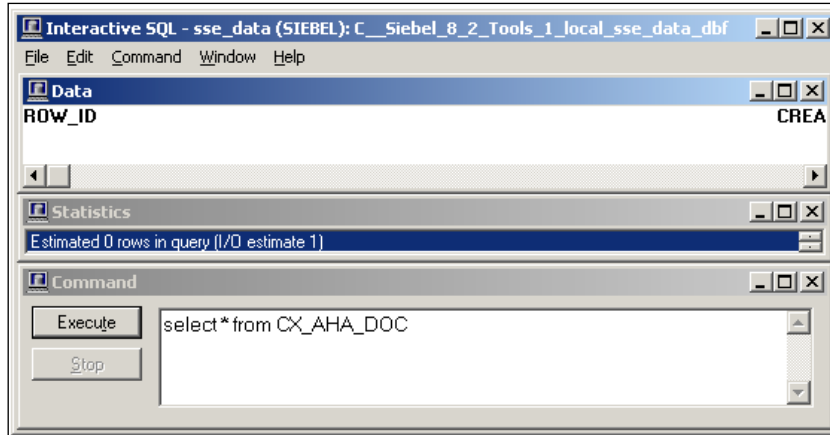 Interactive SQL - sse_data (SIEBEL): C__Siebel_8_2_Tools_1_local_sse_data_dbf
File Edit Command Window Help
Data
ROW_ID CREA
Statistics
Estimated 0 rows in query (I/O estimate 1)
Command
Execute
select * from CX_AHA_DOC
Stop